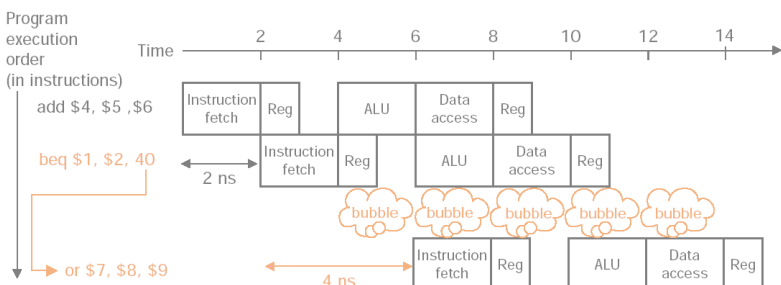 Program
execution
order
(in instructions)
Time
2 4 6 8 10 12 14
add $4, $5 ,$6
Instruction
fetch
Reg
ALU
Data
access
Reg
beq $1, $2, 40
2 ns
Instruction
fetch
Reg
ALU
Data
access
Reg
bubble bubble bubble bubble bubble
or $7, $8, $9
4 ns
Instruction
fetch
Reg
ALU
Data
access
Reg